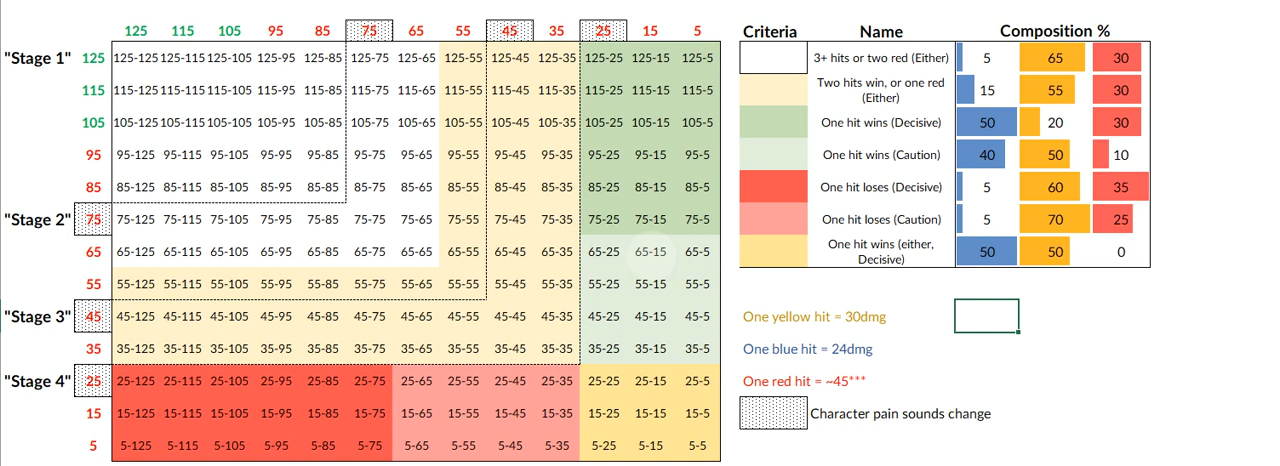 125 115 105 95 85 75 65 55 45 35 25 15 5 Criteria Name Composition %
"Stage 1" 125 125-125 125-115 125-105 125-95 125-85 125-75 125-65 125-55 125-45 125-35 125-25 125-15 125-5 3+ hits or two red (Either) 5 65 30
115 115-125 115-115 115-105 115-95 115-85 115-75 115-65 115-55 115-45 115-35 115-25 115-15 115-5 Two hits win, or one red (Either) 15 55 30
105 105-125 105-115 105-105 105-95 105-85 105-75 105-65 105-55 105-45 105-35 105-25 105-15 105-5 One hit wins (Decisive) 50 20 30
95 95-125 95-115 95-105 95-95 95-85 95-75 95-65 95-55 95-45 95-35 95-25 95-15 95-5 One hit wins (Caution) 40 50 10
85 85-125 85-115 85-105 85-95 85-85 85-75 85-65 85-55 85-45 85-35 85-25 85-15 85-5 One hit loses (Decisive) 5 60 35
"Stage 2" 75 75-125 75-115 75-105 75-95 75-85 75-75 75-65 75-55 75-45 75-35 75-25 75-15 75-5 One hit loses (Caution) 5 70 25
65 65-125 65-115 65-105 65-95 65-85 65-75 65-65 65-55 65-45 65-35 65-25 65-15 65-5 One hit wins (either, Decisive) 50 50 0
55 55-125 55-115 55-105 55-95 55-85 55-75 55-65 55-55 55-45 55-35 55-25 55-15 55-5
"Stage 3" 45 45-125 45-115 45-105 45-95 45-85 45-75 45-65 45-55 45-45 45-35 45-25 45-15 45-5 One yellow hit = 30dmg
35 35-125 35-115 35-105 35-95 35-85 35-75 35-65 35-55 35-45 35-35 35-25 35-15 35-5 One blue hit = 24dmg
"Stage 4" 25 25-125 25-115 25-105 25-95 25-85 25-75 25-65 25-55 25-45 25-35 25-25 25-15 25-5 One red hit = ~45***
15 15-125 15-115 15-105 15-95 15-85 15-75 15-65 15-55 15-45 15-35 15-25 15-15 15-5 Character pain sounds change
5 5-125 5-115 5-105 5-95 5-85 5-75 5-65 5-55 5-45 5-35 5-25 5-15 5-5